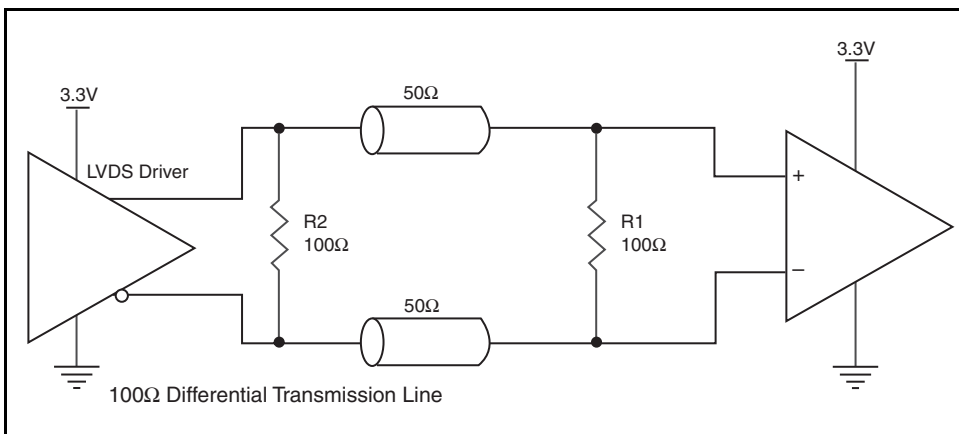 3.3V
50Ω
3.3V
LVDS Driver
+
R2
100Ω
R1
100Ω
−
50Ω
100Ω Differential Transmission Line